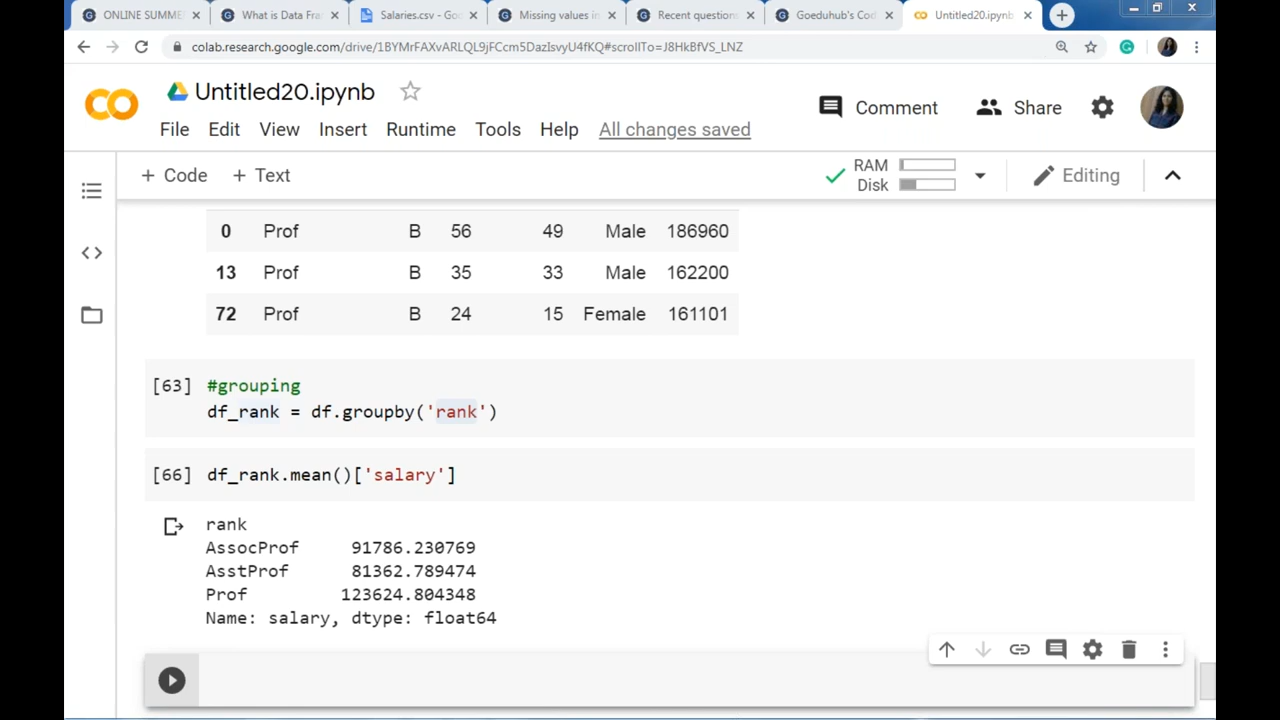 ONLINE SUMME
What is Data Fra
Salaries.csv - Go
Missing values in
Recent question
Goeduhub's Cod
Untitled20.ipynb
colab.research.google.com/drive/1BYMrFAXvARLQL9jFCcm5DazIsvyU4fKQ#scrollTo=J8HkBfVS_LNZ
Untitled20.ipynb
Comment
Share
File Edit View Insert Runtime Tools Help All changes saved
+ Code + Text
RAM
Disk
Editing
0 Prof B 56 49 Male 186960
13 Prof B 35 33 Male 162200
72 Prof B 24 15 Female 161101
[63] #grouping
df_rank = df.groupby('rank')
[66] df_rank.mean()['salary']
rank
AssocProf 91786.230769
AsstProf 81362.789474
Prof 123624.804348
Name: salary, dtype: float64